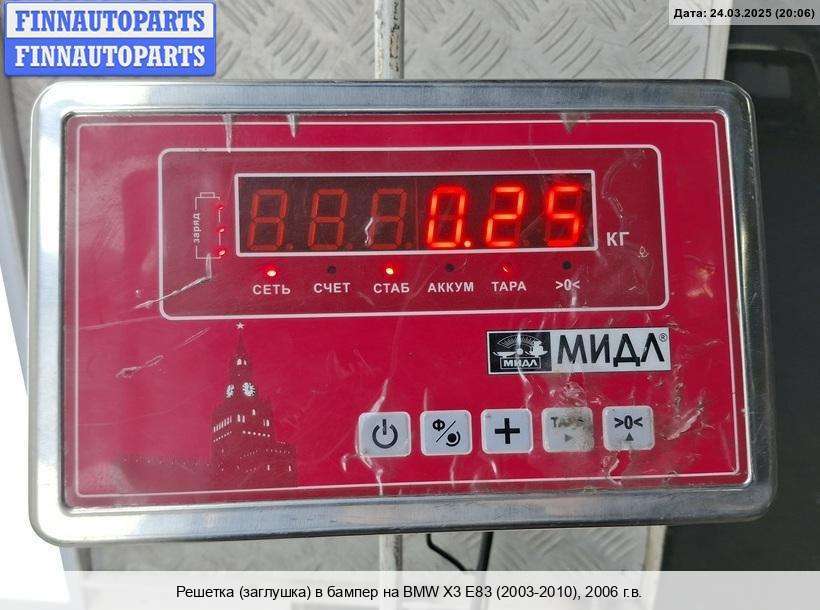 FINNAUTOPARTS
FINNAUTOPARTS
Дата: 24.03.2025 (20:06)
заряд
0.25
КГ
СЕТЬ СЧЕТ СТАБ АККУМ ТАРА >0<
МИДЛ
МИДЛ®
ТАРА >0<
Решетка (заглушка) в бампер на BMW X3 E83 (2003-2010), 2006 г.в.